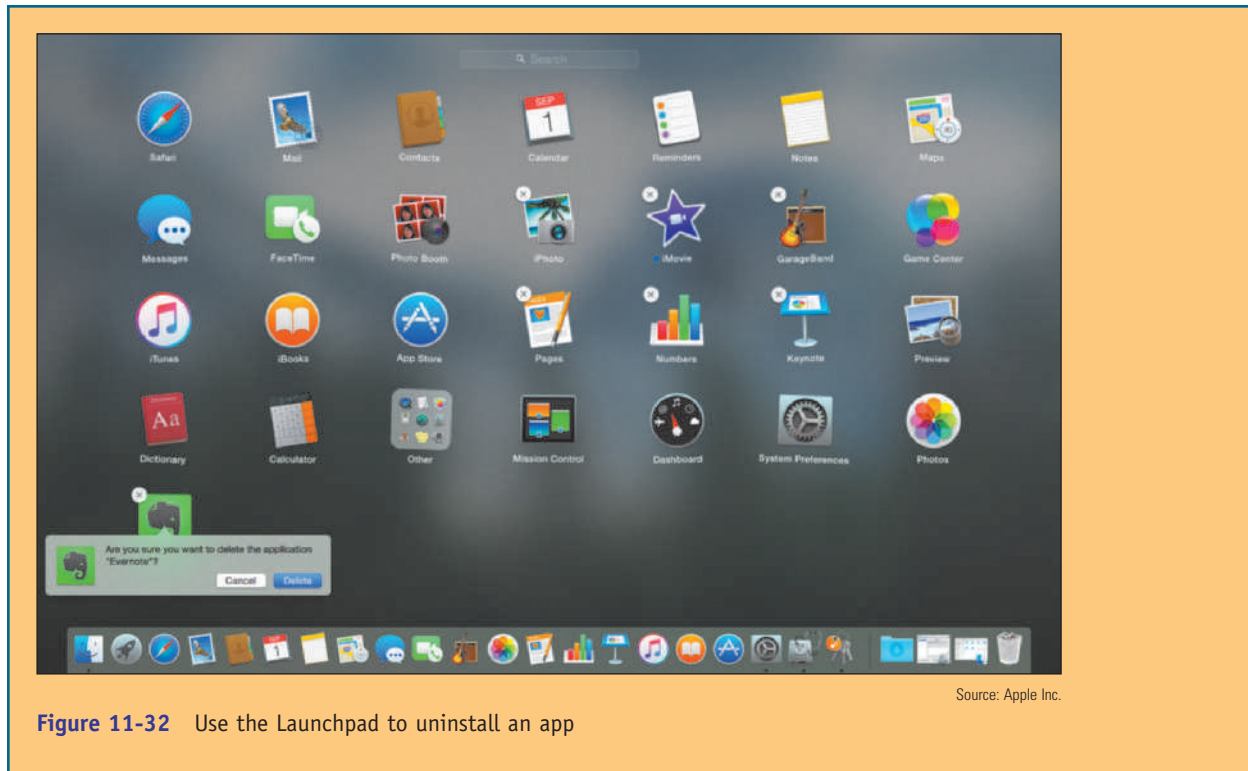 Search
Safari
Mail
Contacts
SEP
1
Calendar
Reminders
Notes
Maps
Messages
FaceTime
Photo Booth
iPhoto
iMovie
GarageBand
Game Center
iTunes
iBooks
App Store
Pages
Numbers
Keynote
Preview
Aa
Dictionary
Calculator
Other
Mission Control
Dashboard
System Preferences
Photos
Are you sure you want to delete the application
"Evernote"?
Cancel
Delete
SEP
1
Source: Apple Inc.
Figure 11-32 Use the Launchpad to uninstall an app